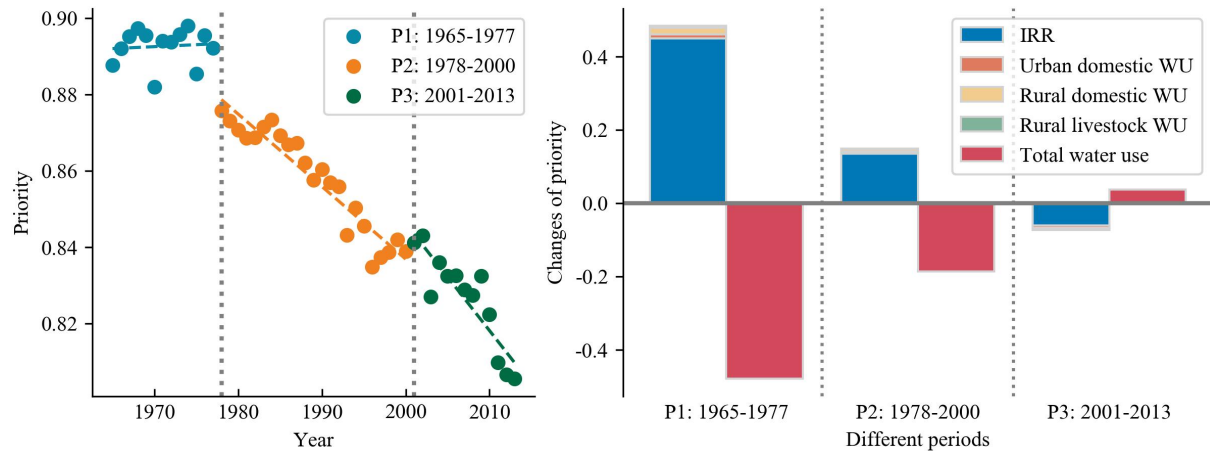 0.90
0.88
0.86
0.84
0.82
Priority
1970
1980
1990
2000
2010
Year
P1: 1965-1977
P2: 1978-2000
P3: 2001-2013
0.4
0.2
0.0
-0.2
-0.4
Changes of priority
IRR
Urban domestic WU
Rural domestic WU
Rural livestock WU
Total water use
P1: 1965-1977
P2: 1978-2000
P3: 2001-2013
Different periods